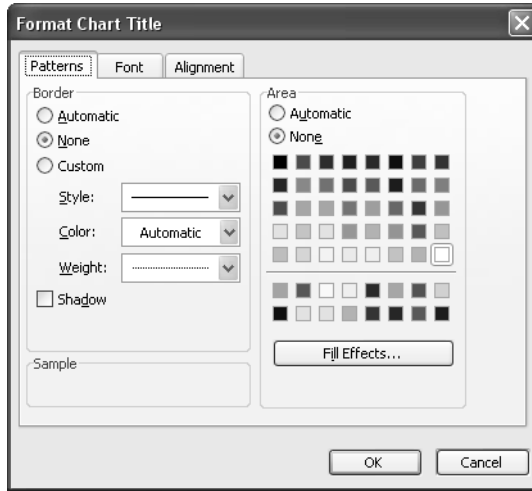 Format Chart Title
Patterns Font Alignment
Border
Automatic
None
Custom
Style:
Color: Automatic
Weight:
Shadow
Sample
Area
Automatic
None
Fill Effects...
OK Cancel